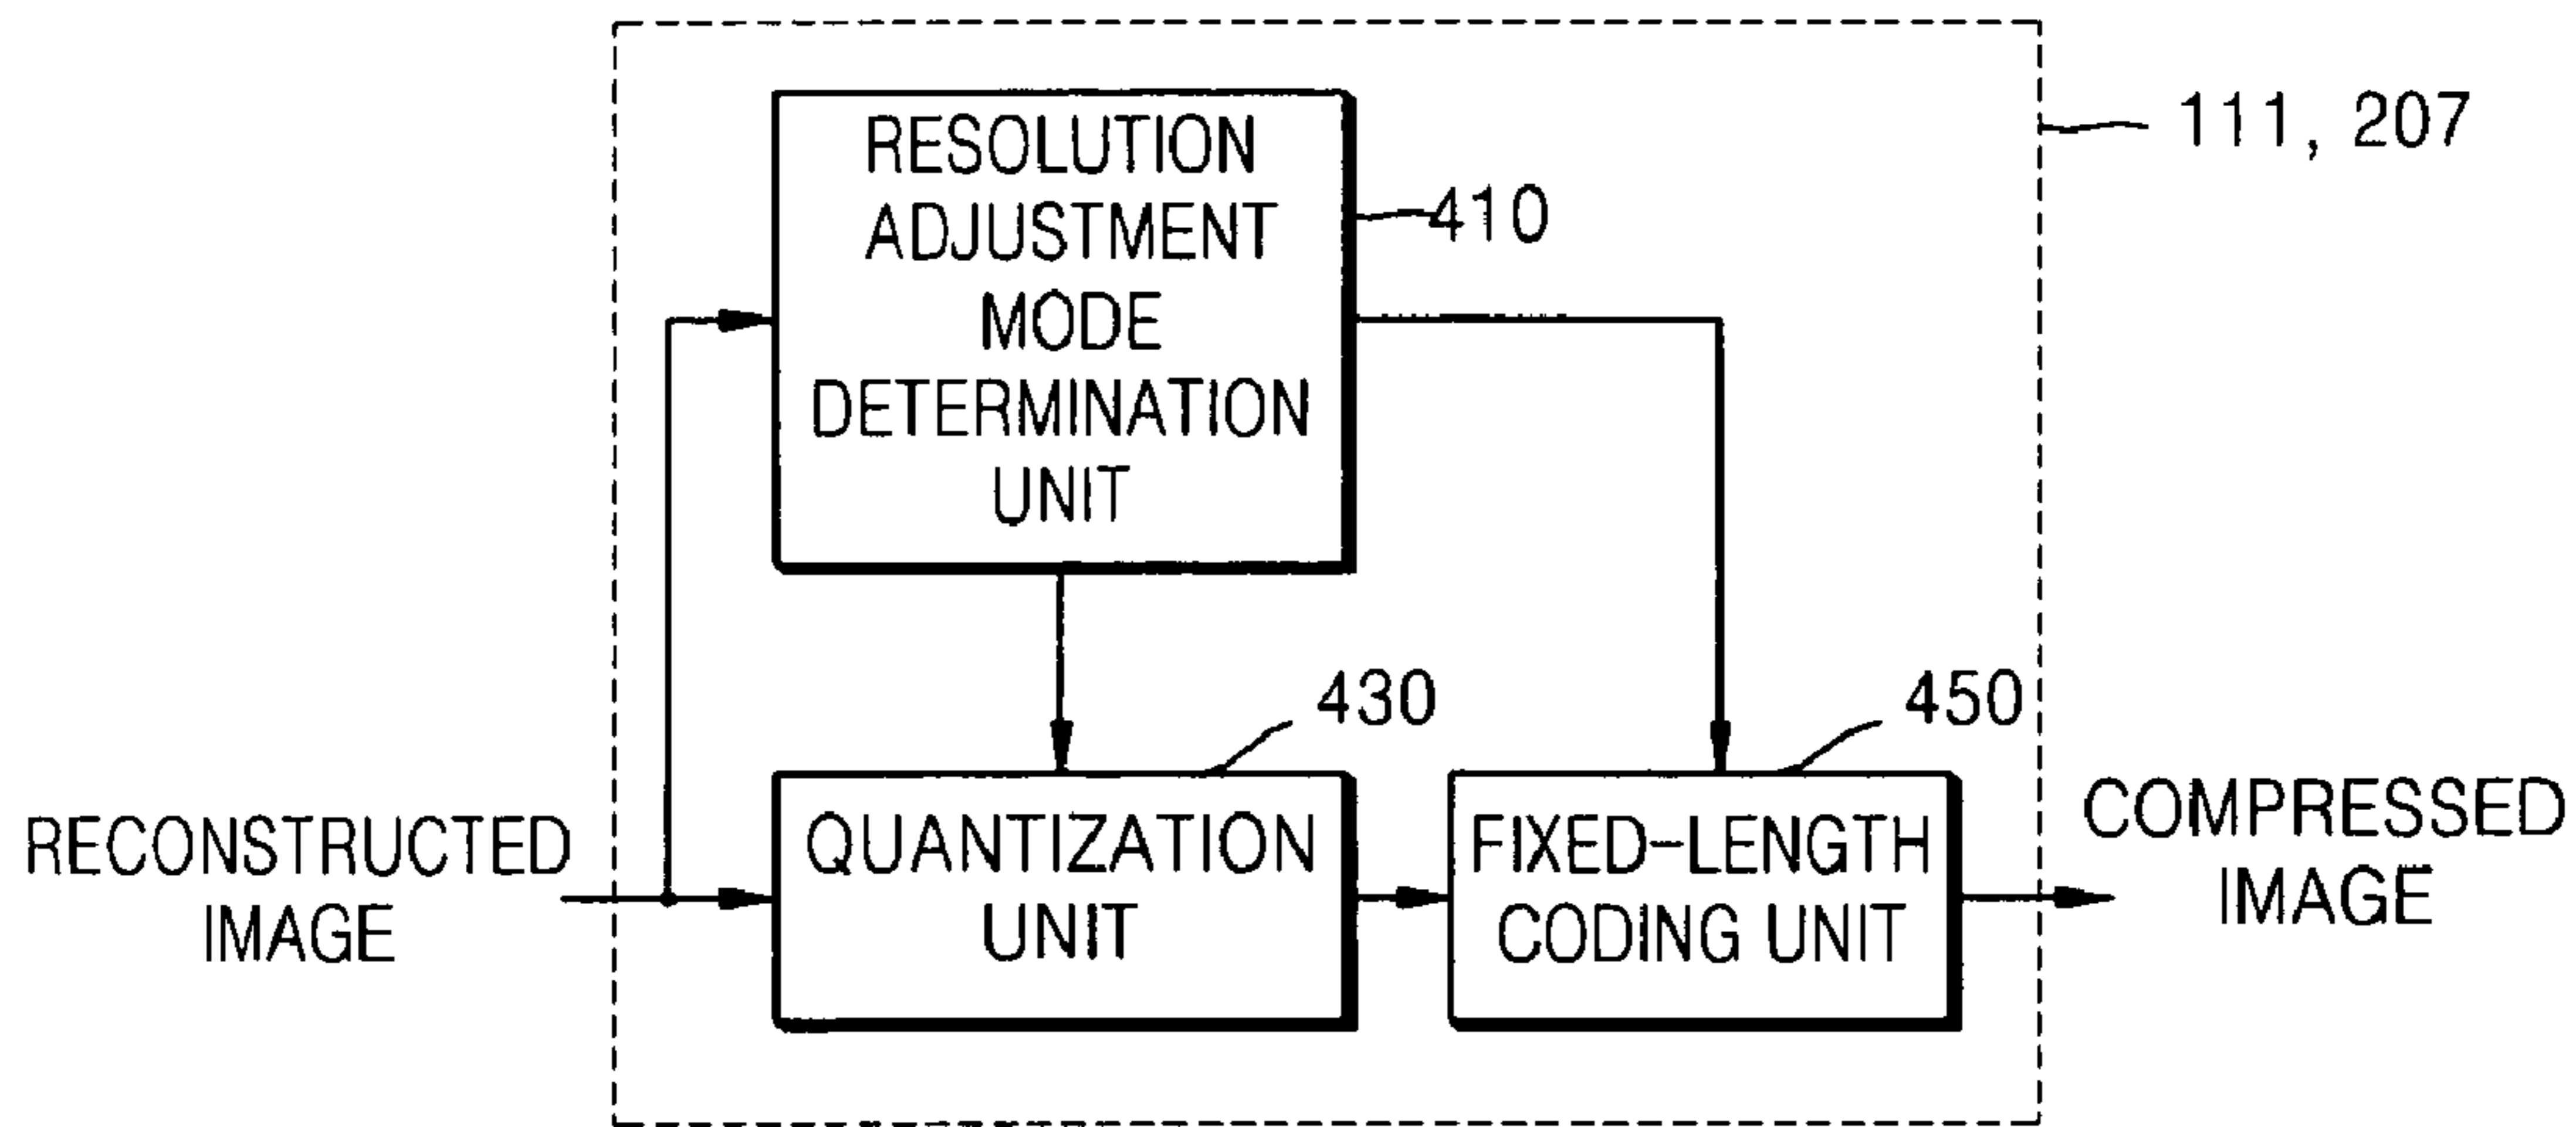 RESOLUTION
ADJUSTMENT
MODE
DETERMINATION
UNIT
410
111, 207
430
450
RECONSTRUCTED
IMAGE
QUANTIZATION
UNIT
FIXED-LENGTH
CODING UNIT
COMPRESSED
IMAGE